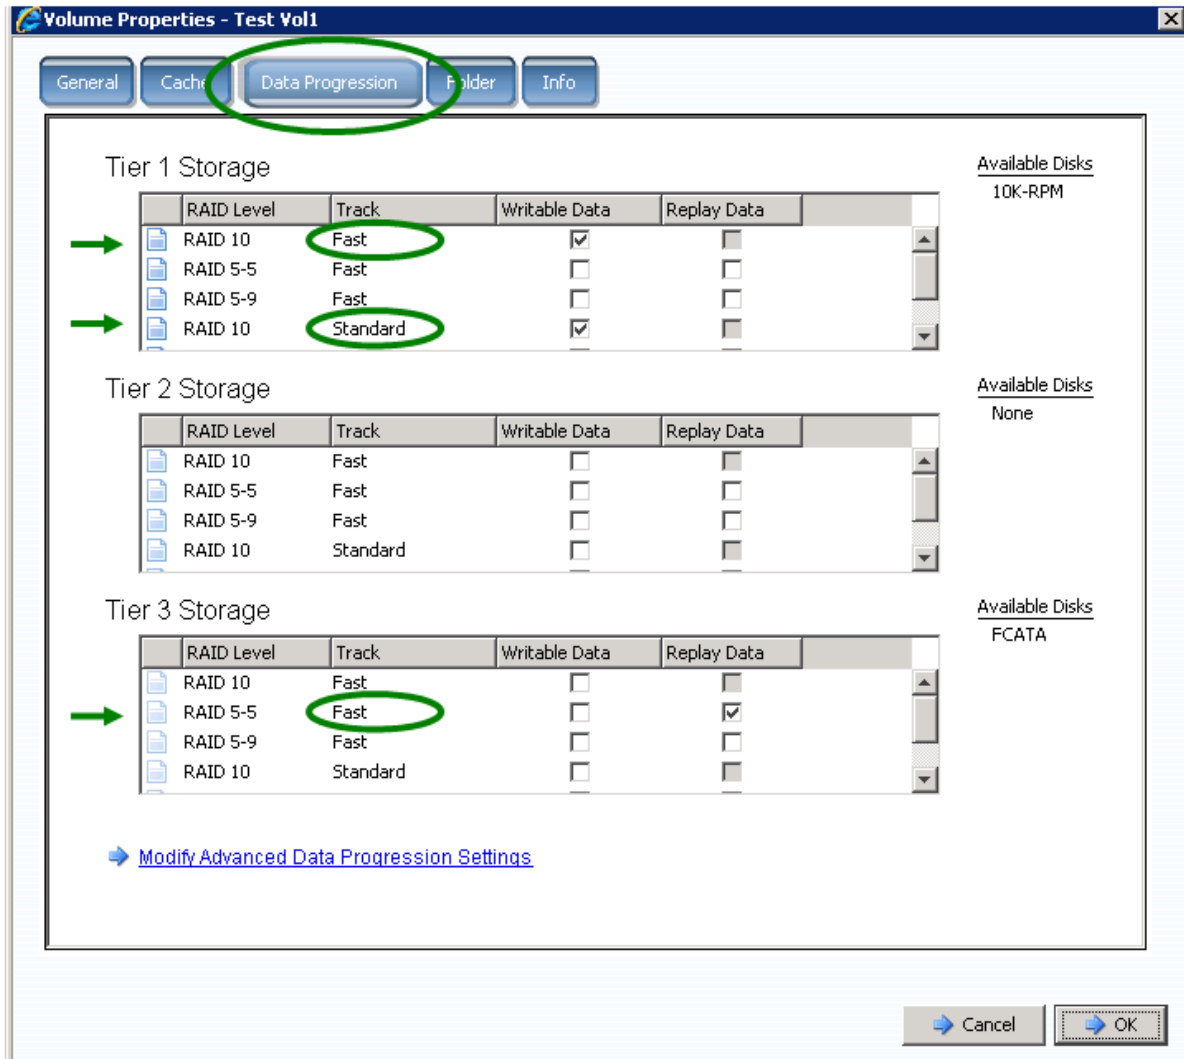 Volume Properties - Test Vol1
General Cache Data Progression Folder Info
Tier 1 Storage Available Disks
10K-RPM
RAID Level Track Writable Data Replay Data
RAID 10 Fast
RAID 5-5 Fast
RAID 5-9 Fast
RAID 10 Standard
Tier 2 Storage Available Disks
None
RAID Level Track Writable Data Replay Data
RAID 10 Fast
RAID 5-5 Fast
RAID 5-9 Fast
RAID 10 Standard
Tier 3 Storage Available Disks
FCATA
RAID Level Track Writable Data Replay Data
RAID 10 Fast
RAID 5-5 Fast
RAID 5-9 Fast
RAID 10 Standard
Modify Advanced Data Progression Settings
Cancel OK